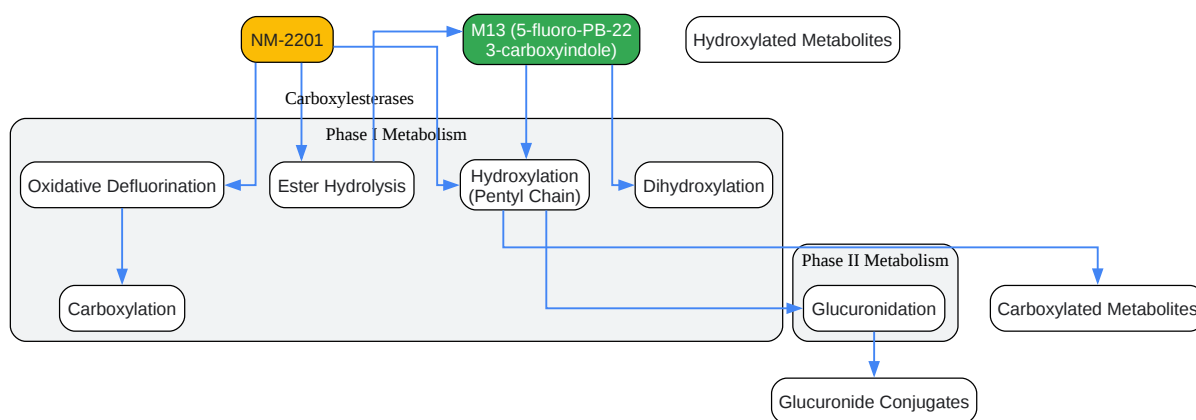 NM-2201
M13 (5-fluoro-PB-22
3-carboxyindole)
Hydroxylated Metabolites
Carboxylesterases
Phase I Metabolism
Oxidative Defluorination
Ester Hydrolysis
Hydroxylation
(Pentyl Chain)
Dihydroxylation
Phase II Metabolism
Carboxylation
Glucuronidation
Carboxylated Metabolites
Glucuronide Conjugates